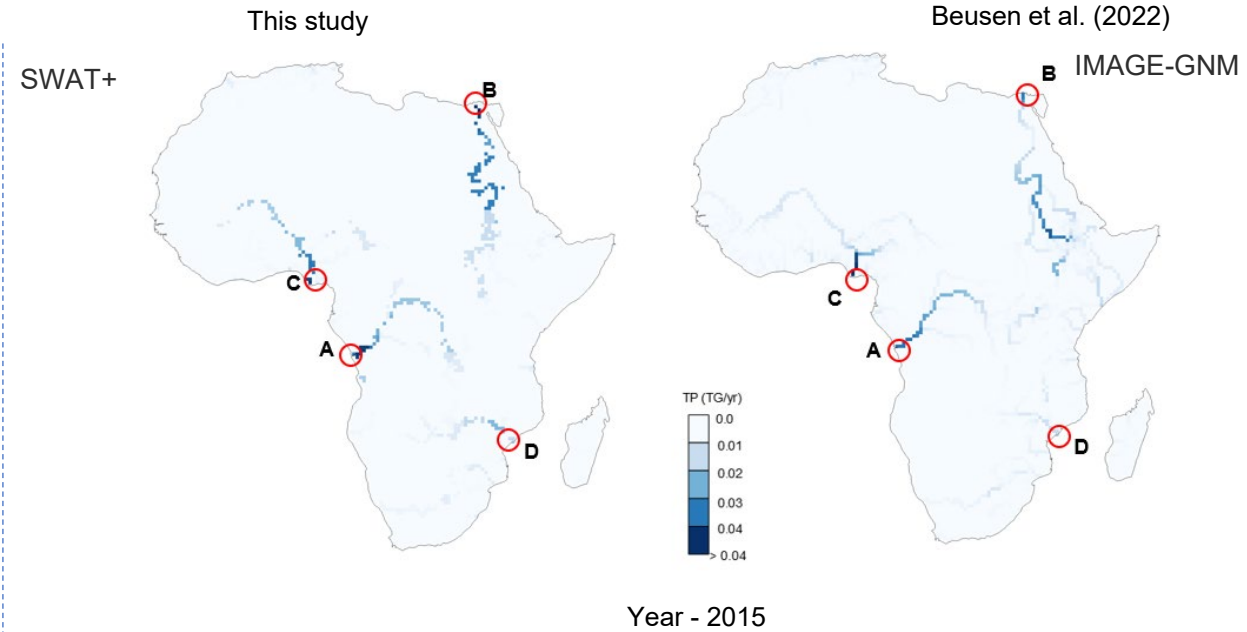 This study
Beusen et al. (2022)
SWAT+
IMAGE-GNM
B
B
C
C
A
A
D
D
TP (TG/yr)
0.0
0.01
0.02
0.03
0.04
> 0.04
Year - 2015